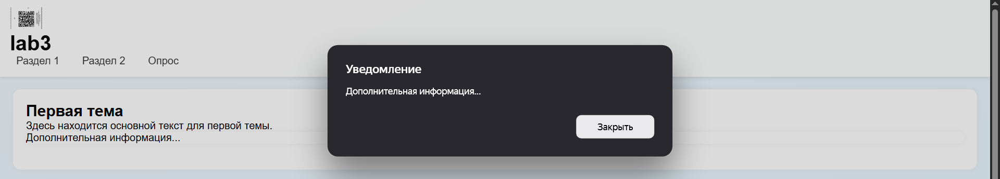 lab3
Раздел 1 Раздел 2 Опрос
Уведомление
Дополнительная информация...
Закрыть
Первая тема
Здесь находится основной текст для первой темы.
Дополнительная информация...